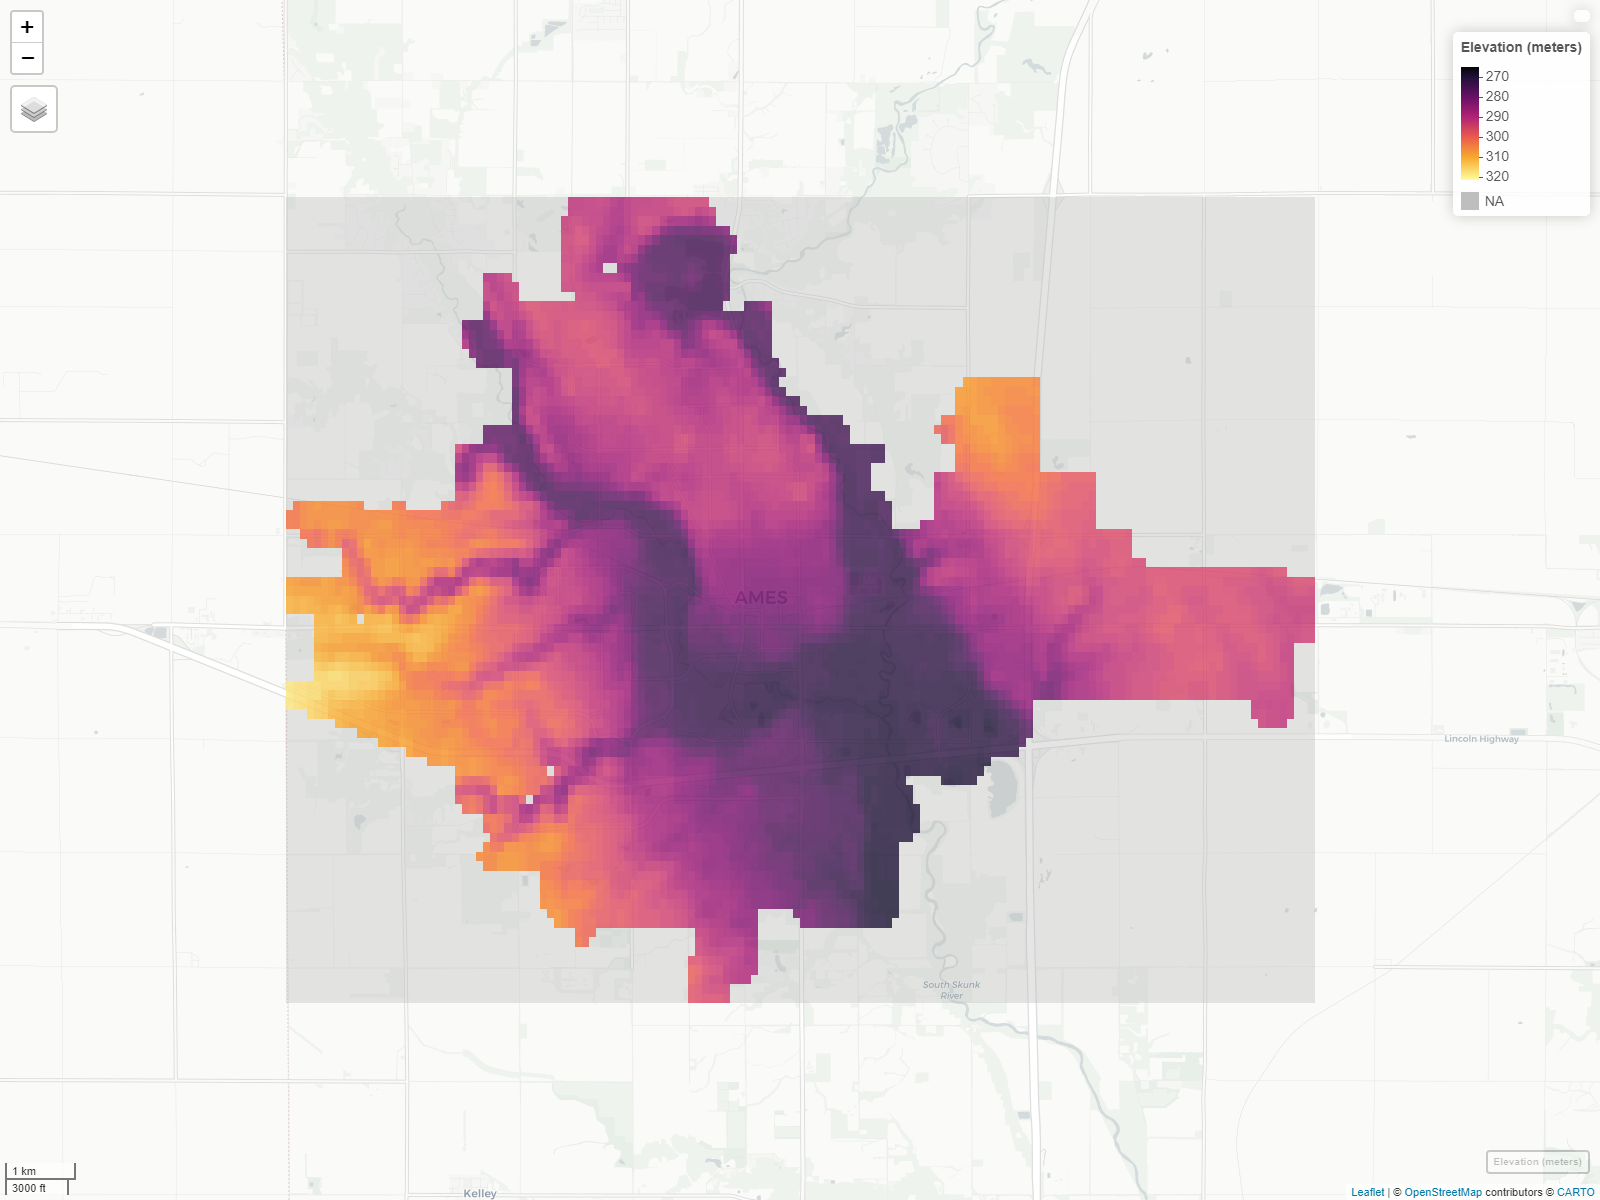 +
−
Elevation (meters)
270
280
290
300
310
320
NA
AMES
Lincoln Highway
South Skunk
River
Kelley
1 km
3000 ft
Elevation (meters)
Leaflet | © OpenStreetMap contributors © CARTO